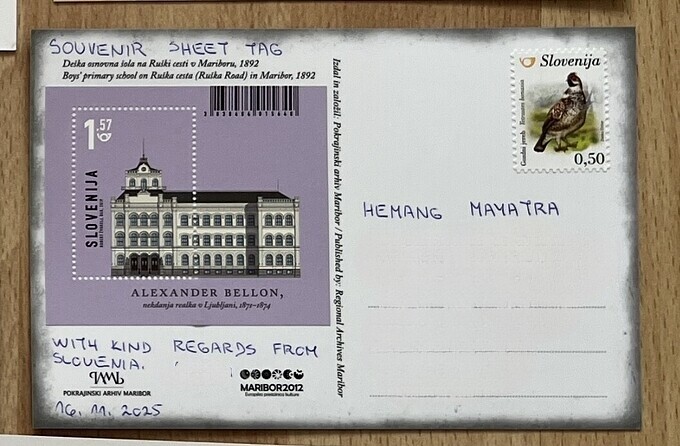 SOUVENIR SHEET TAG
Deška osnovna šola na Ruški cesti v Mariboru, 1892
Boys' primary school on Ruška cesta (Ruška Road) in Maribor, 1892
1.57
SLOVENIJA
ALEXANDER BELLON,
nekdanja realka v Ljubljani, 1871–1874
WITH KIND REGARDS FROM
SLOVENIA.
POKRAJINSKI ARHIV MARIBOR
MARIBOR2012
Evropska prestolnica kulture
16. 11. 2025
Izdal in založil: Pokrajinski arhiv Maribor / Published by: Regional Archives Maribor
Slovenija
Gozdni jereb
0,50
HEMANG MAYATRA